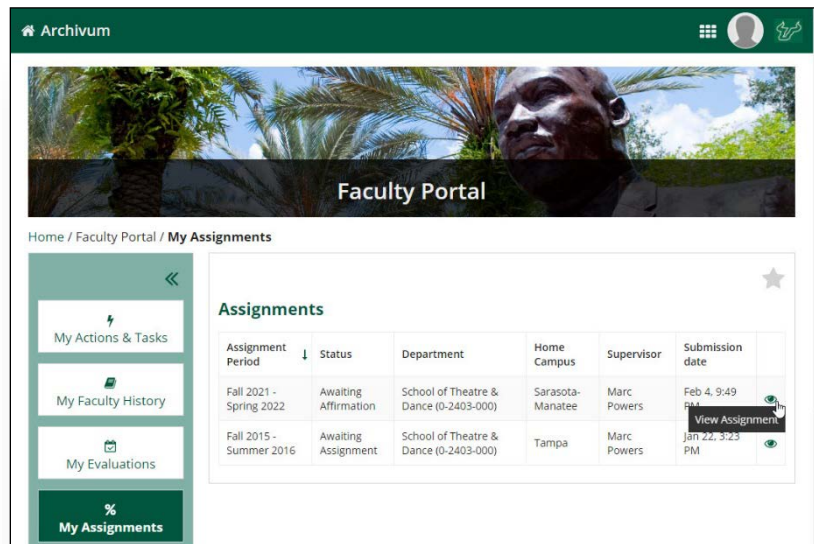 Archivum
Faculty Portal
Home / Faculty Portal / My Assignments
My Actions & Tasks
My Faculty History
My Evaluations
%
My Assignments
Assignments
Assignment Period ↓ Status Department Home Campus Supervisor Submission date
Fall 2021 - Spring 2022 Awaiting Affirmation School of Theatre & Dance (0-2403-000) Sarasota-Manatee Marc Powers Feb 4, 9:49 PM
View Assignment
Fall 2015 - Summer 2016 Awaiting Assignment School of Theatre & Dance (0-2403-000) Tampa Marc Powers Jan 22, 3:23 PM